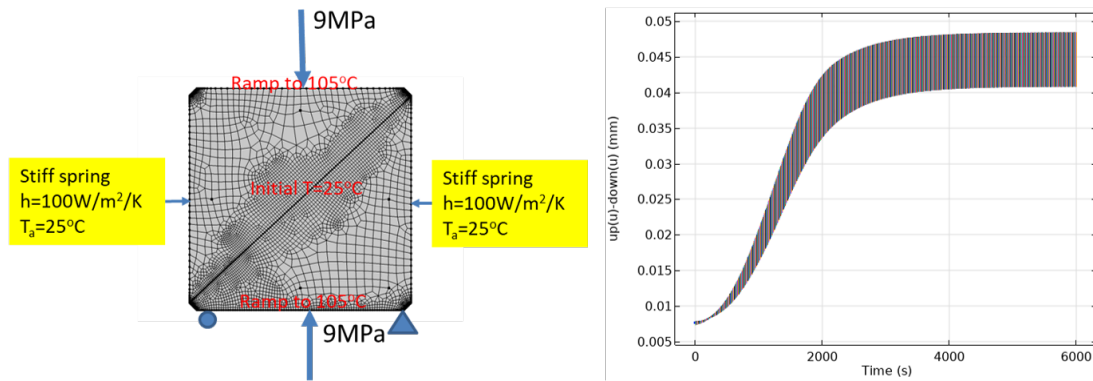 9MPa
Ramp to 105°C
Stiff spring
h=100W/m²/K
Tₐ=25°C
Initial T=25°C
Stiff spring
h=100W/m²/K
Tₐ=25°C
Ramp to 105°C
9MPa
up(u)-down(u) (mm)
0.05
0.045
0.04
0.035
0.03
0.025
0.02
0.015
0.01
0.005
0
2000
4000
6000
Time (s)